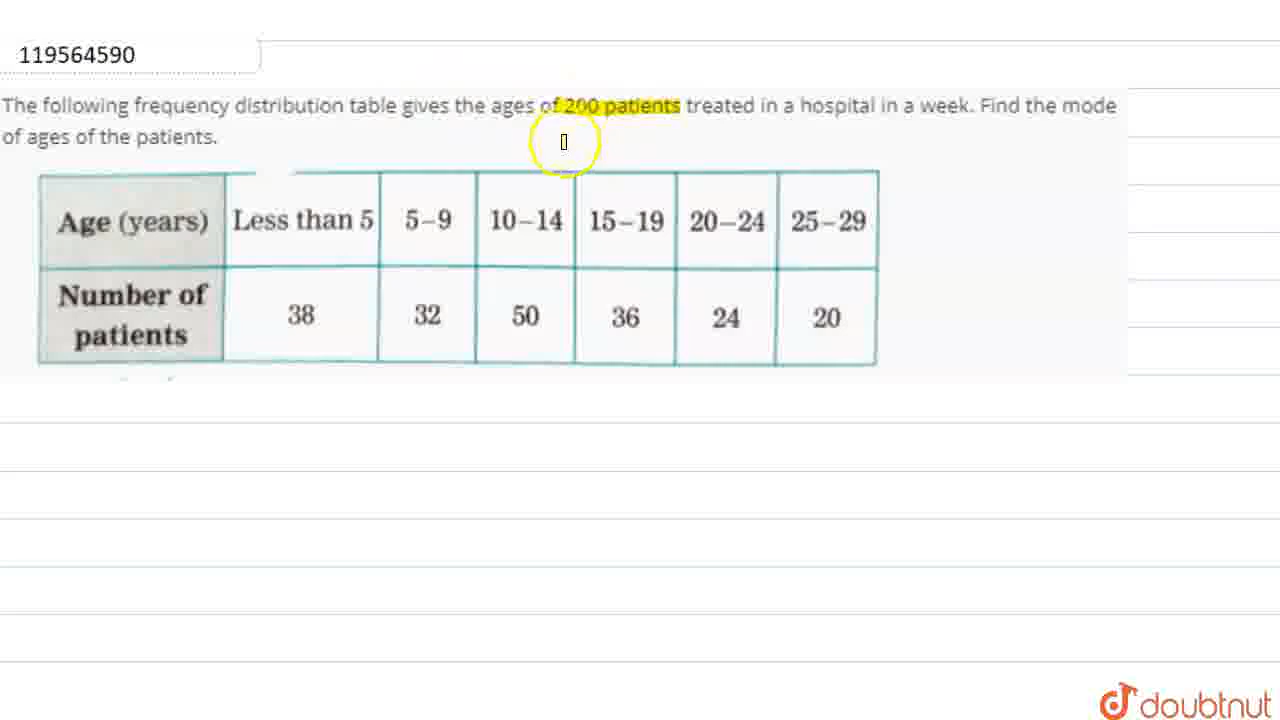 119564590
The following frequency distribution table gives the ages of 200 patients treated in a hospital in a week. Find the mode
of ages of the patients.
Age (years) Less than 5 5–9 10–14 15–19 20–24 25–29
Number of patients 38 32 50 36 24 20
doubtnut